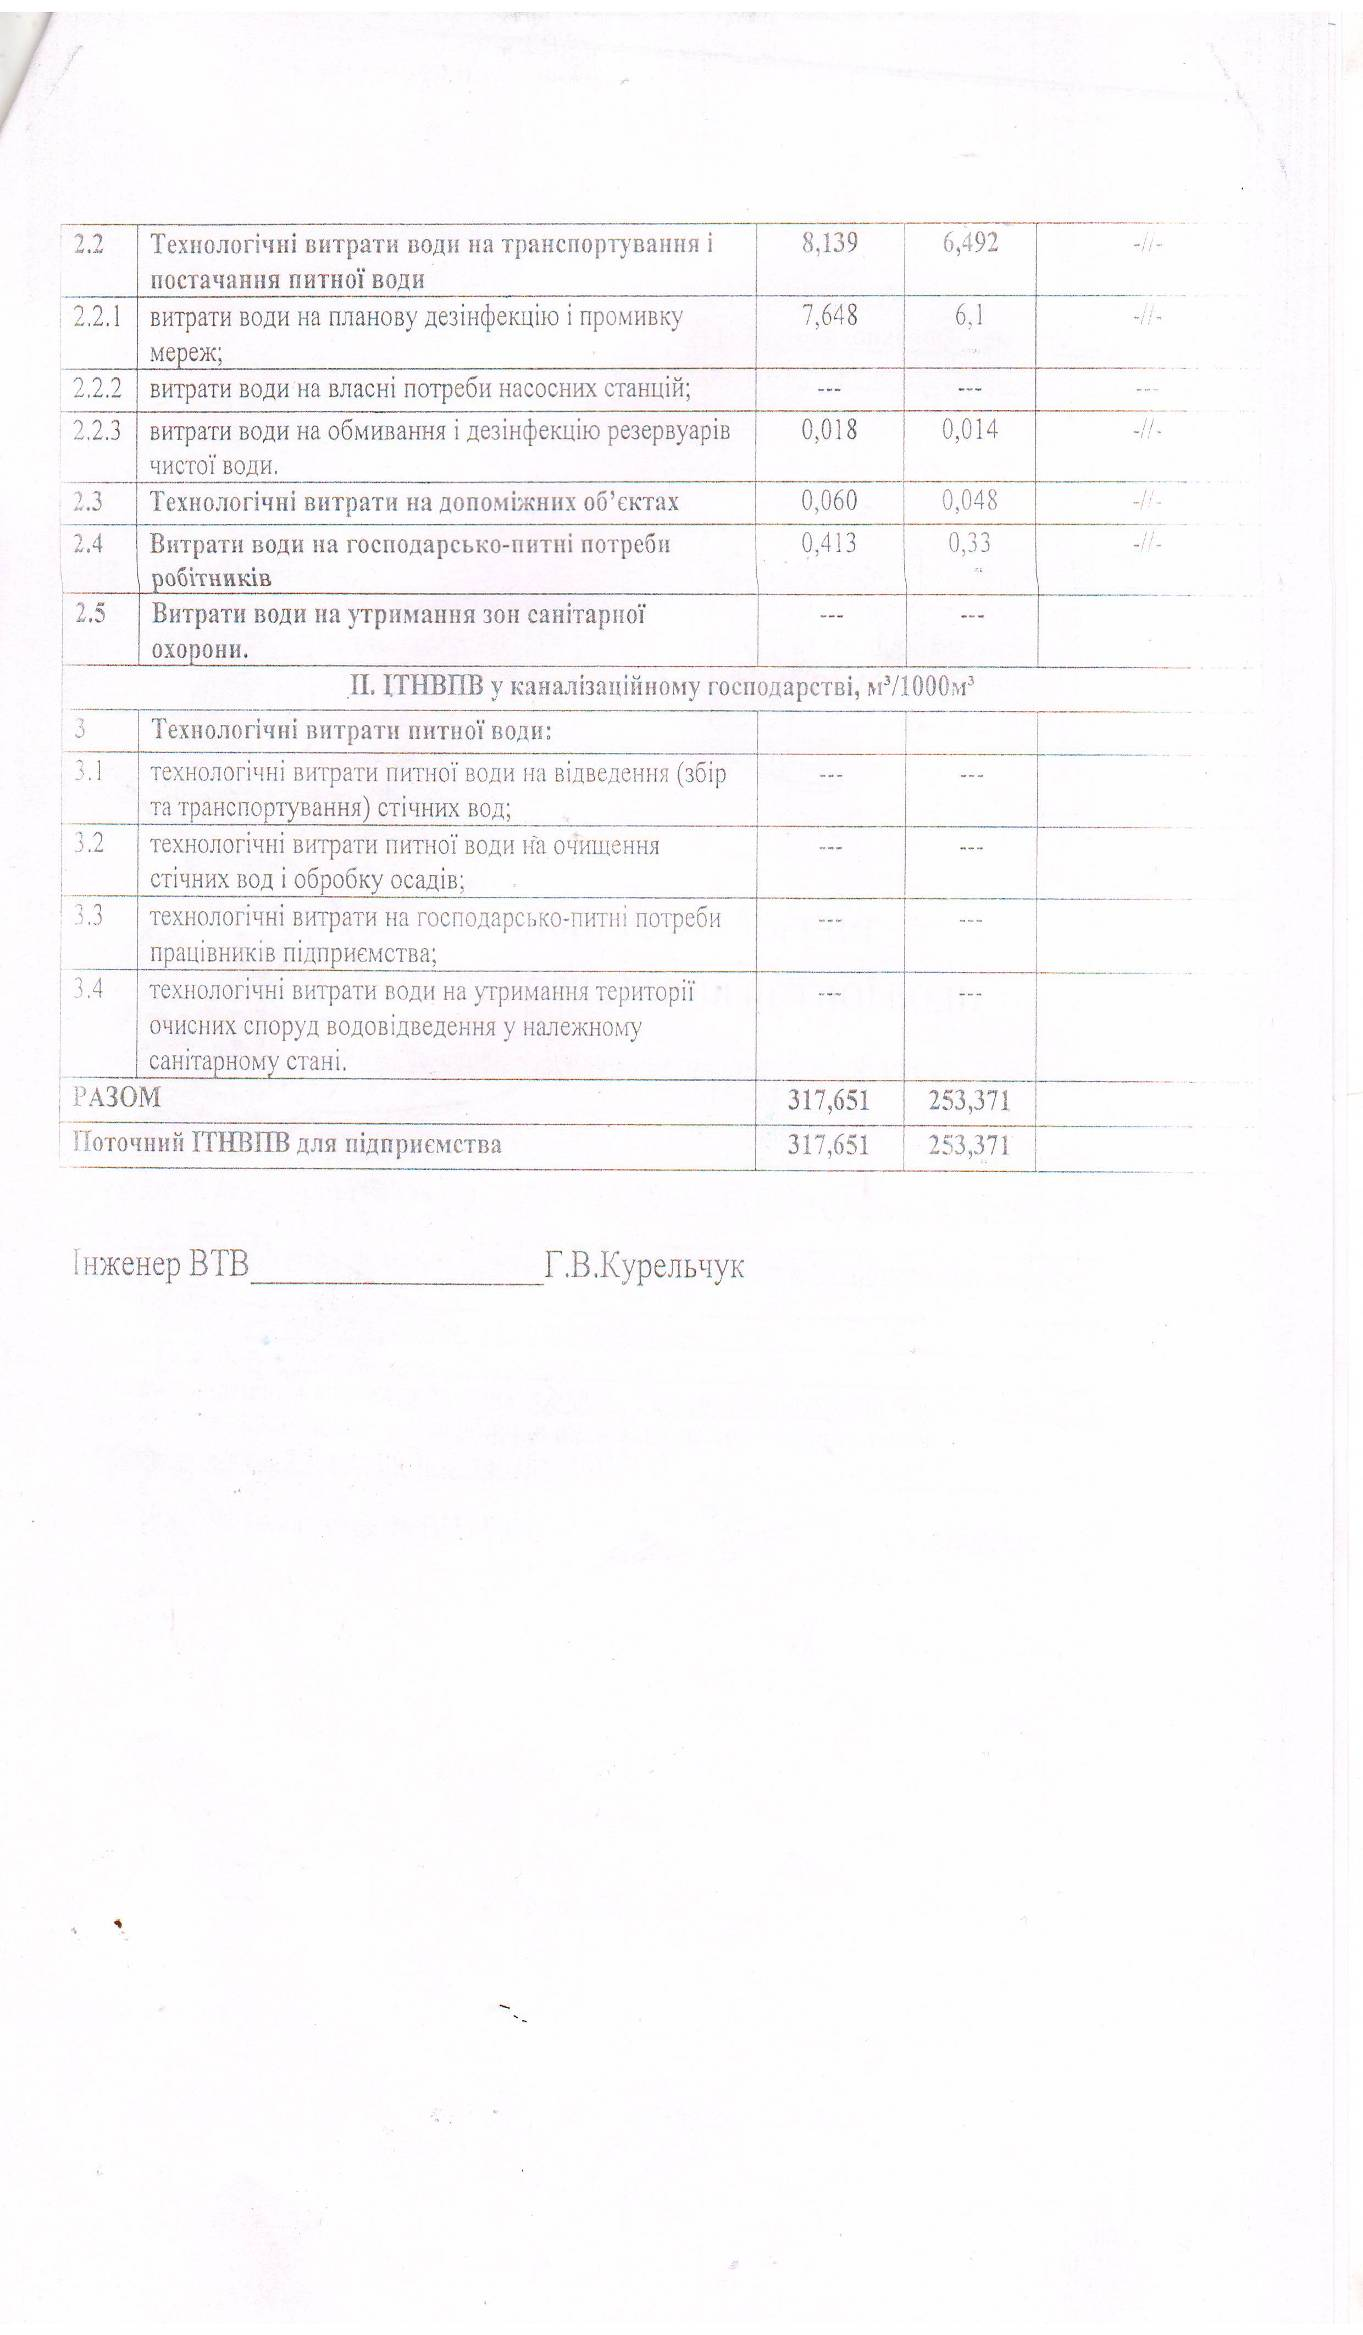 2.2 Технологічні витрати води на транспортування і 8,139 6,492 -//-
постачання питної води
2.2.1 витрати води на планову дезінфекцію і промивку 7,648 6,1 -//-
мереж;
2.2.2 витрати води на власні потреби насосних станцій; --- --- ---
2.2.3 витрати води на обмивання і дезінфекцію резервуарів 0,018 0,014 -//-
чистої води.
2.3 Технологічні витрати на допоміжних об’єктах 0,060 0,048 -//-
2.4 Витрати води на господарсько-питні потреби 0,413 0,33 -//-
робітників
2.5 Витрати води на утримання зон санітарної --- ---
охорони.
II. ІТНВПВ у каналізаційному господарстві, м³/1000м³
3 Технологічні витрати питної води:
3.1 технологічні витрати питної води на відведення (збір --- ---
та транспортування) стічних вод;
3.2 технологічні витрати питної води на очищення --- ---
стічних вод і обробку осадів;
3.3 технологічні витрати на господарсько-питні потреби --- ---
працівників підприємства;
3.4 технологічні витрати води на утримання території --- ---
очисних споруд водовідведення у належному
санітарному стані.
РАЗОМ 317,651 253,371
Поточний ІТНВПВ для підприємства 317,651 253,371
Інженер ВТВ__________________Г.В.Курельчук